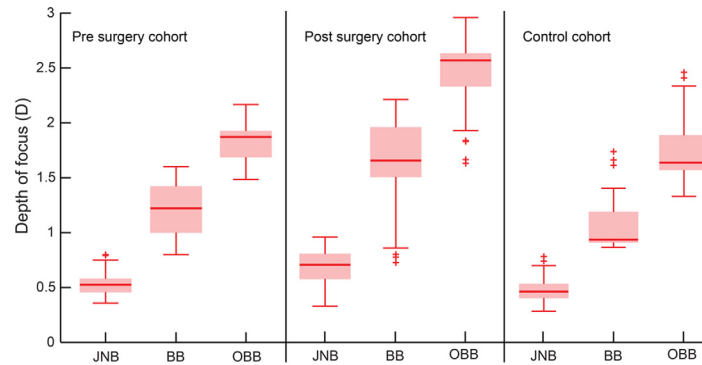 3
Pre surgery cohort
Post surgery cohort
Control cohort
2.5
2
1.5
1
0.5
0
Depth of focus (D)
JNB BB OBB JNB BB OBB JNB BB OBB